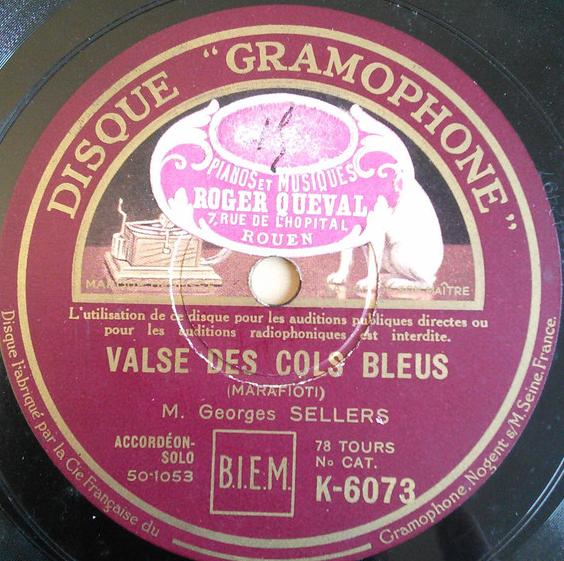 DISQUE "GRAMOPHONE"
PIANOS ET MUSIQUES
ROGER QUEVAL
7, RUE DE L'HOPITAL
ROUEN
L'utilisation de ce disque pour les auditions publiques directes ou
pour les auditions radiophoniques est interdite.
VALSE DES COLS BLEUS
(MARAFIOTI)
M. Georges SELLERS
ACCORDÉON-
SOLO
50-1053
B.I.E.M.
78 TOURS
No CAT.
K-6073
Disque fabriqué par la Cie Française du Gramophone. Nogent s/M. Seine. France.